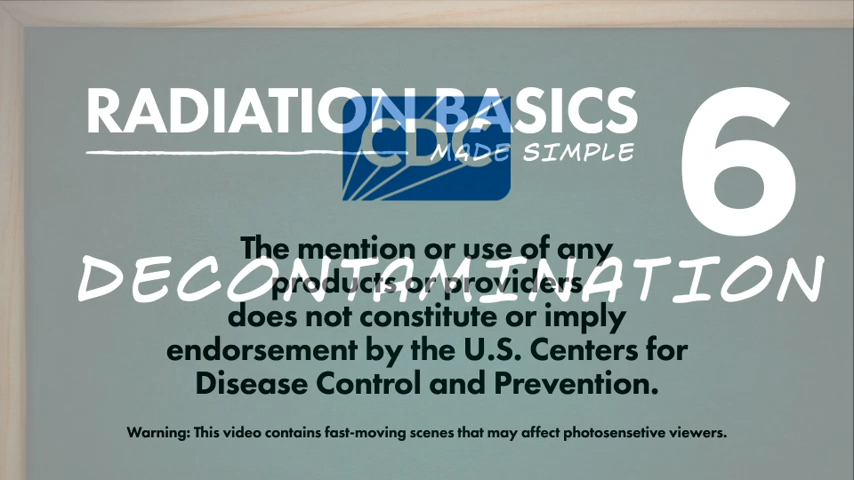 RADIATION BASICS
CDC
MADE SIMPLE
6
The mention or use of any
DECONTAMINATION
products or providers
does not constitute or imply
endorsement by the U.S. Centers for
Disease Control and Prevention.
Warning: This video contains fast-moving scenes that may affect photosensetive viewers.